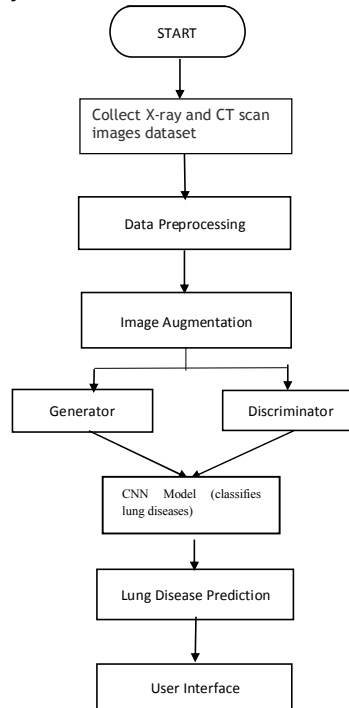 START
Collect X-ray and CT scan
images dataset
Data Preprocessing
Image Augmentation
Generator
Discriminator
CNN Model (classifies
lung diseases)
Lung Disease Prediction
User Interface